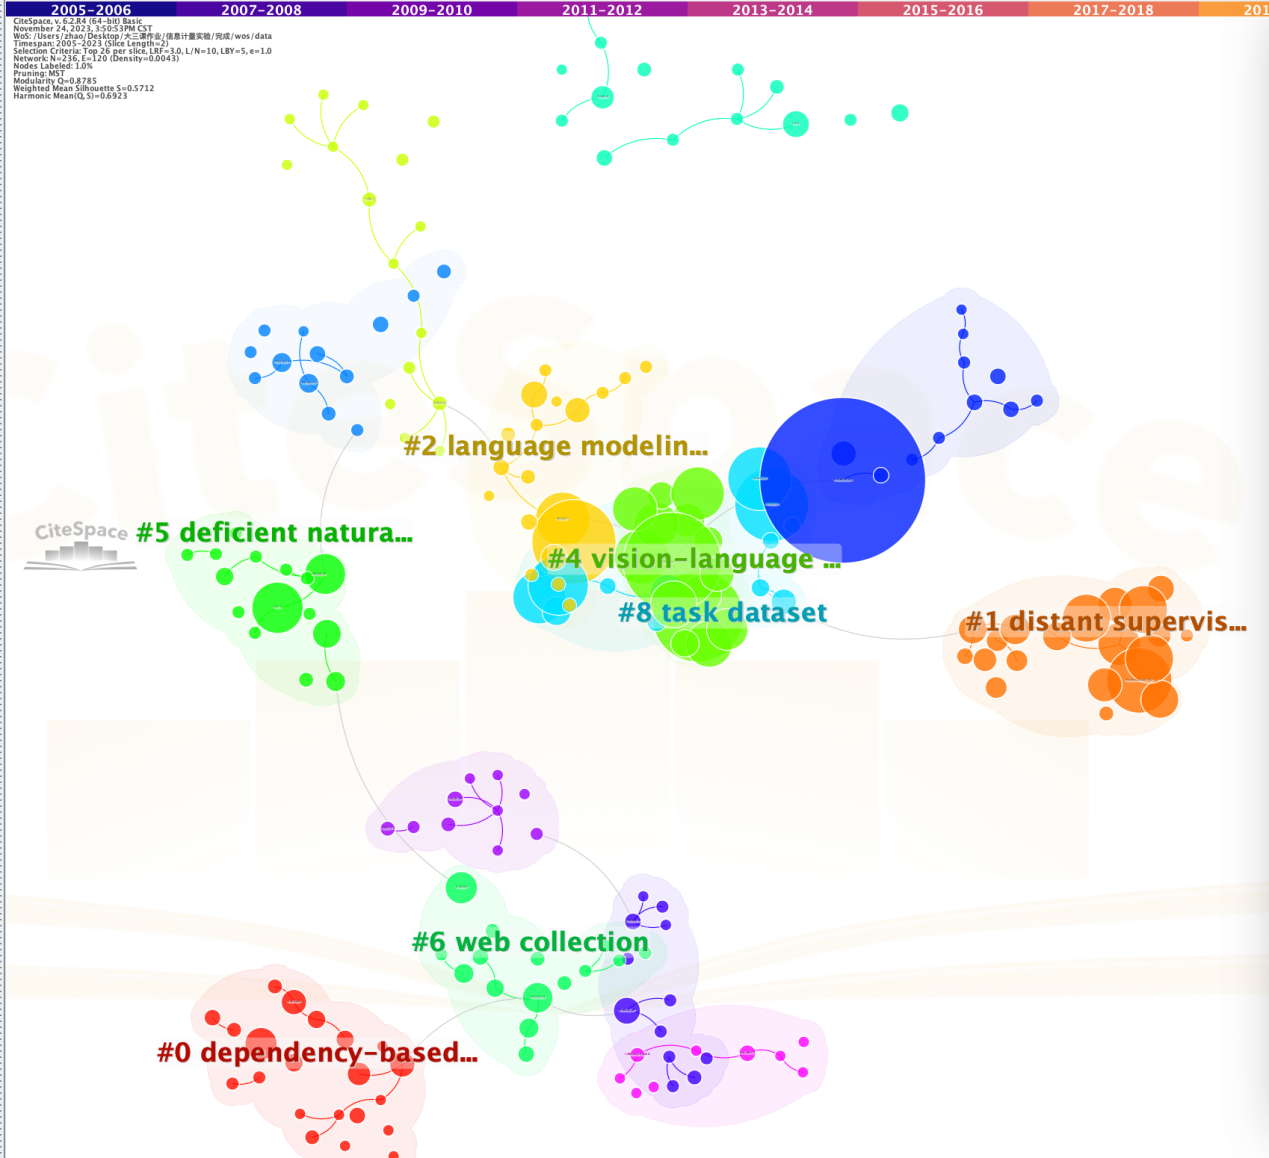 2005-2006 2007-2008 2009-2010 2011-2012 2013-2014 2015-2016 2017-2018 201
CiteSpace, v. 6.2.R4 (64-bit) Basic
November 24, 2023, 3:50:53PM CST
WoS: /Users/zhao/Desktop/大三课作业/信息计量实验/完成/wos/data
Timespan: 2005-2023 (Slice Length=2)
Selection Criteria: Top 26 per slice, LRF=3.0, L/N=10, LBY=5, e=1.0
Network: N=236, E=120 (Density=0.0043)
Nodes Labeled: 1.0%
Pruning: MST
Modularity Q=0.8785
Weighted Mean Silhouette S=0.5712
Harmonic Mean(Q, S)=0.6923
#2 language modelin...
CiteSpace
#5 deficient natura...
#4 vision-language ...
#8 task dataset
#1 distant supervis...
#6 web collection
#0 dependency-based...